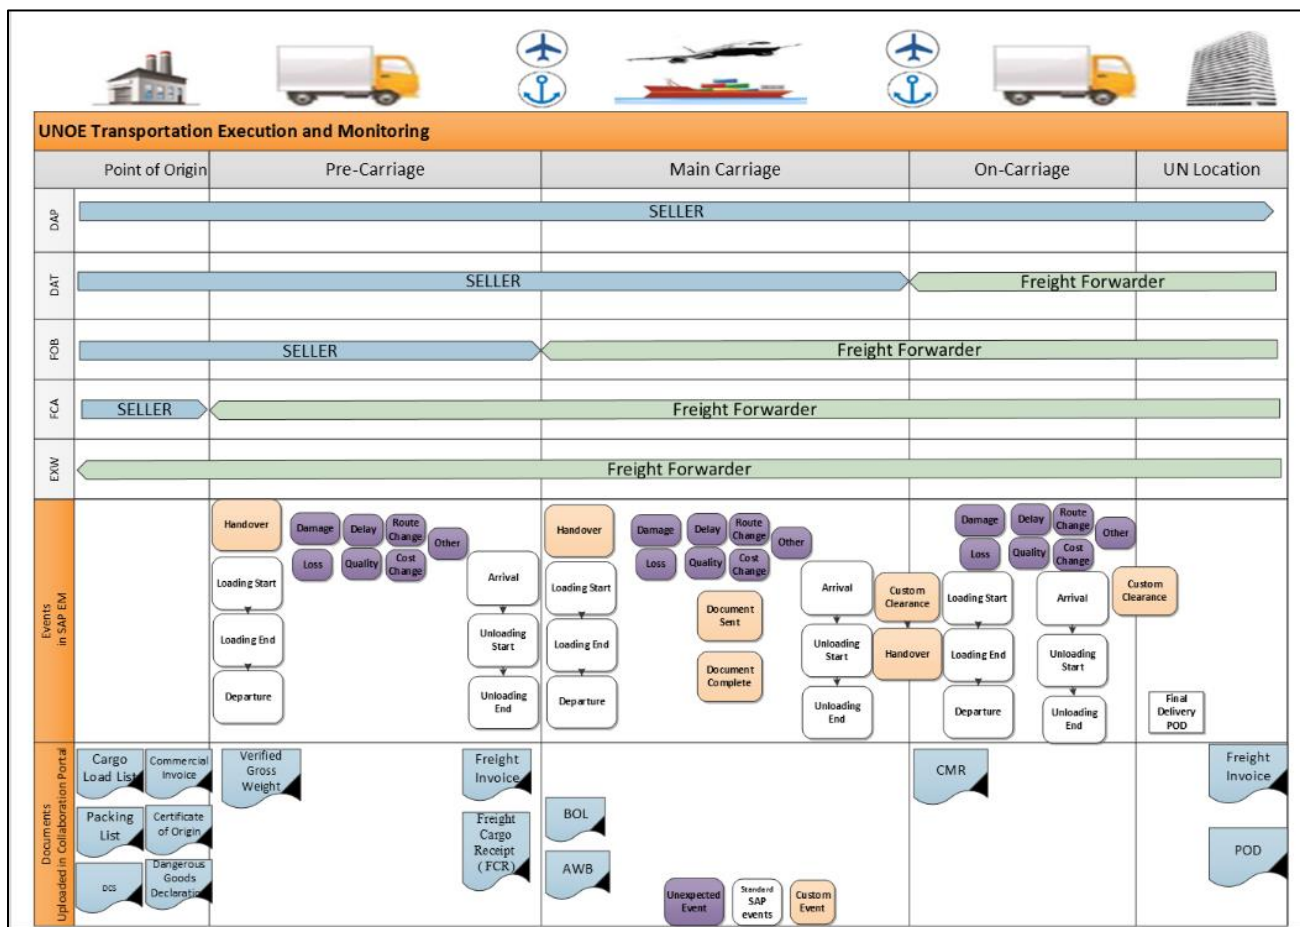 UNOE Transportation Execution and Monitoring
Point of Origin
Pre-Carriage
Main Carriage
On-Carriage
UN Location
DAP
SELLER
DAT
SELLER
Freight Forwarder
FOB
SELLER
Freight Forwarder
FCA
SELLER
Freight Forwarder
EXW
Freight Forwarder
Events
in SAP EM
Handover
Loading Start
Loading End
Departure
Damage
Delay
Route
Change
Other
Loss
Quality
Cost
Change
Arrival
Unloading
Start
Unloading
End
Handover
Loading Start
Loading End
Departure
Damage
Delay
Route
Change
Other
Loss
Quality
Cost
Change
Document
Sent
Document
Complete
Arrival
Unloading
Start
Unloading
End
Custom
Clearance
Handover
Damage
Delay
Route
Change
Other
Loss
Quality
Cost
Change
Loading Start
Loading End
Departure
Arrival
Unloading
Start
Unloading
End
Custom
Clearance
Final
Delivery
POD
Documents
Uploaded in Collaboration Portal
Cargo
Load List
Commercial
Invoice
Packing
List
Certificate
of Origin
DGS
Dangerous
Goods
Declaration
Verified
Gross
Weight
Freight
Invoice
Freight
Cargo
Receipt
(FCR)
BOL
AWB
CMR
Freight
Invoice
POD
Unexpected
Event
Standard
SAP
events
Custom
Event